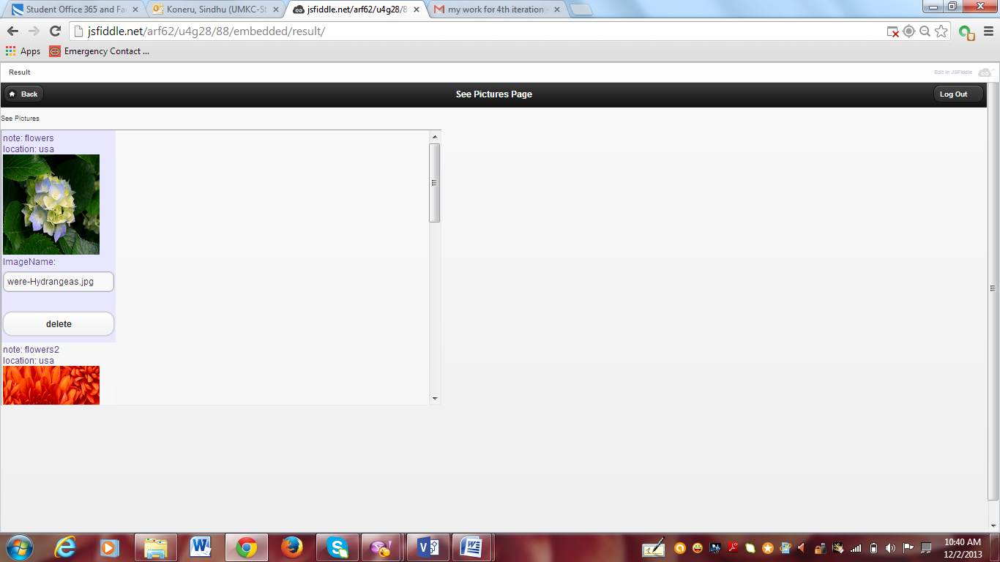 Student Office 365 and Fa
Koneru, Sindhu (UMKC-St
jsfiddle.net/arf62/u4g28/8
my work for 4th iteration
jsfiddle.net/arf62/u4g28/88/embedded/result/
Apps
Emergency Contact ...
Result
Edit in JSFiddle
Back
See Pictures Page
Log Out
See Pictures
note: flowers
location: usa
ImageName:
were-Hydrangeas.jpg
delete
note: flowers2
location: usa
10:40 AM
12/2/2013